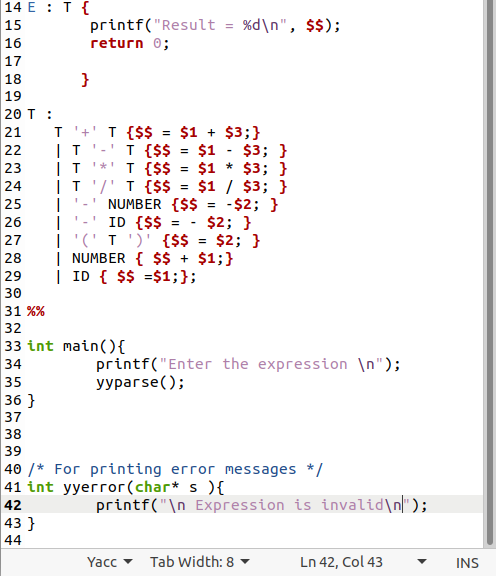 14 E : T {
15        printf("Result = %d\n", $$);
16        return 0;
17
18       }
19
20 T :
21    T '+' T {$$ = $1 + $3;}
22    | T '-' T {$$ = $1 - $3; }
23    | T '*' T {$$ = $1 * $3; }
24    | T '/' T {$$ = $1 / $3; }
25    | '-' NUMBER {$$ = -$2; }
26    | '-' ID {$$ = - $2; }
27    | '(' T ')' {$$ = $2; }
28    | NUMBER { $$ + $1;}
29    | ID { $$ =$1;};
30
31 %%
32
33 int main(){
34         printf("Enter the expression \n");
35         yyparse();
36 }
37
38
39
40 /* For printing error messages */
41 int yyerror(char* s ){
42         printf("\n Expression is invalid\n");
43 }
44
Yacc Tab Width: 8 Ln 42, Col 43 INS